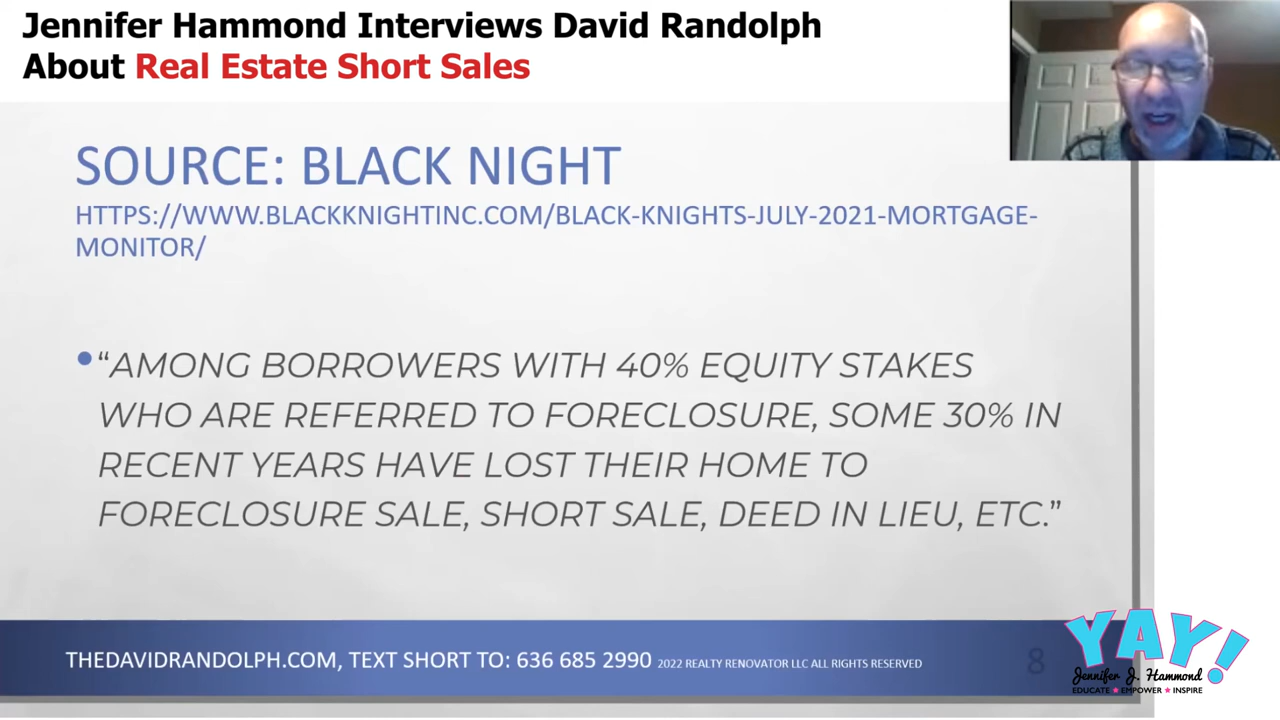 Jennifer Hammond Interviews David Randolph
About Real Estate Short Sales
SOURCE: BLACK NIGHT
HTTPS://WWW.BLACKKNIGHTINC.COM/BLACK-KNIGHTS-JULY-2021-MORTGAGE-
MONITOR/
•“AMONG BORROWERS WITH 40% EQUITY STAKES
WHO ARE REFERRED TO FORECLOSURE, SOME 30% IN
RECENT YEARS HAVE LOST THEIR HOME TO
FORECLOSURE SALE, SHORT SALE, DEED IN LIEU, ETC.”
THEDAVIDRANDOLPH.COM, TEXT SHORT TO: 636 685 2990 2022 REALTY RENOVATOR LLC ALL RIGHTS RESERVED
8
YAY!
Jennifer J. Hammond
EDUCATE ★ EMPOWER ★ INSPIRE